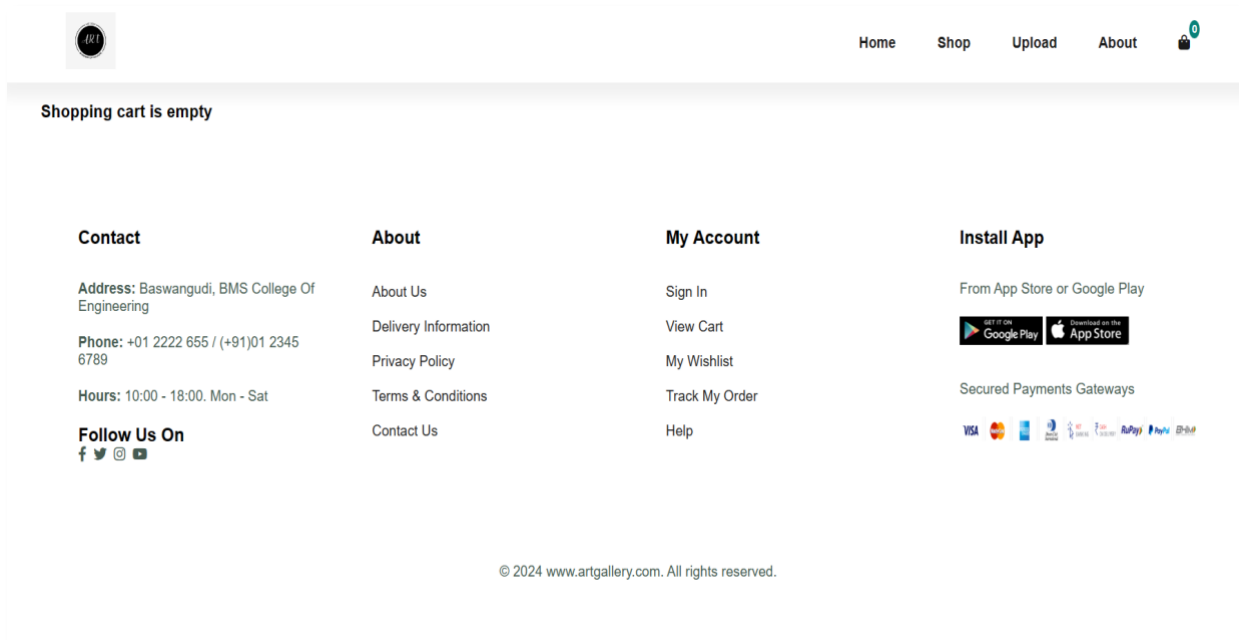 ART
Home Shop Upload About 0
Shopping cart is empty
Contact
Address: Baswangudi, BMS College Of
Engineering
Phone: +01 2222 655 / (+91)01 2345
6789
Hours: 10:00 - 18:00. Mon - Sat
Follow Us On
About
About Us
Delivery Information
Privacy Policy
Terms & Conditions
Contact Us
My Account
Sign In
View Cart
My Wishlist
Track My Order
Help
Install App
From App Store or Google Play
GET IT ON
Google Play
Download on the
App Store
Secured Payments Gateways
VISA RuPay PayPal BHIM
© 2024 www.artgallery.com. All rights reserved.